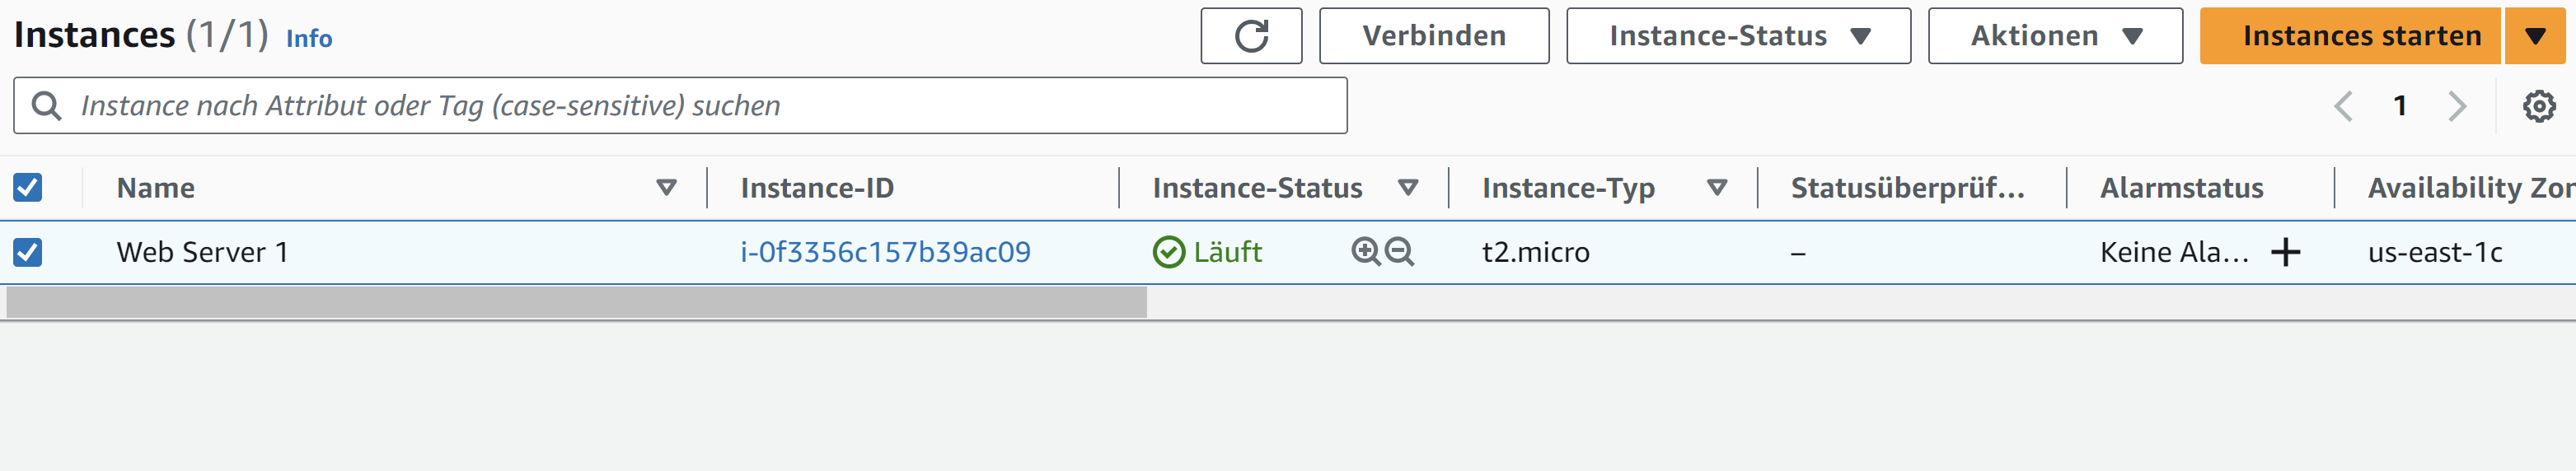 Instances (1/1) Info Verbinden Instance-Status Aktionen Instances starten
Instance nach Attribut oder Tag (case-sensitive) suchen 1
Name Instance-ID Instance-Status Instance-Typ Statusüberprüf... Alarmstatus Availability Zon
Web Server 1 i-0f3356c157b39ac09 Läuft t2.micro – Keine Ala... us-east-1c